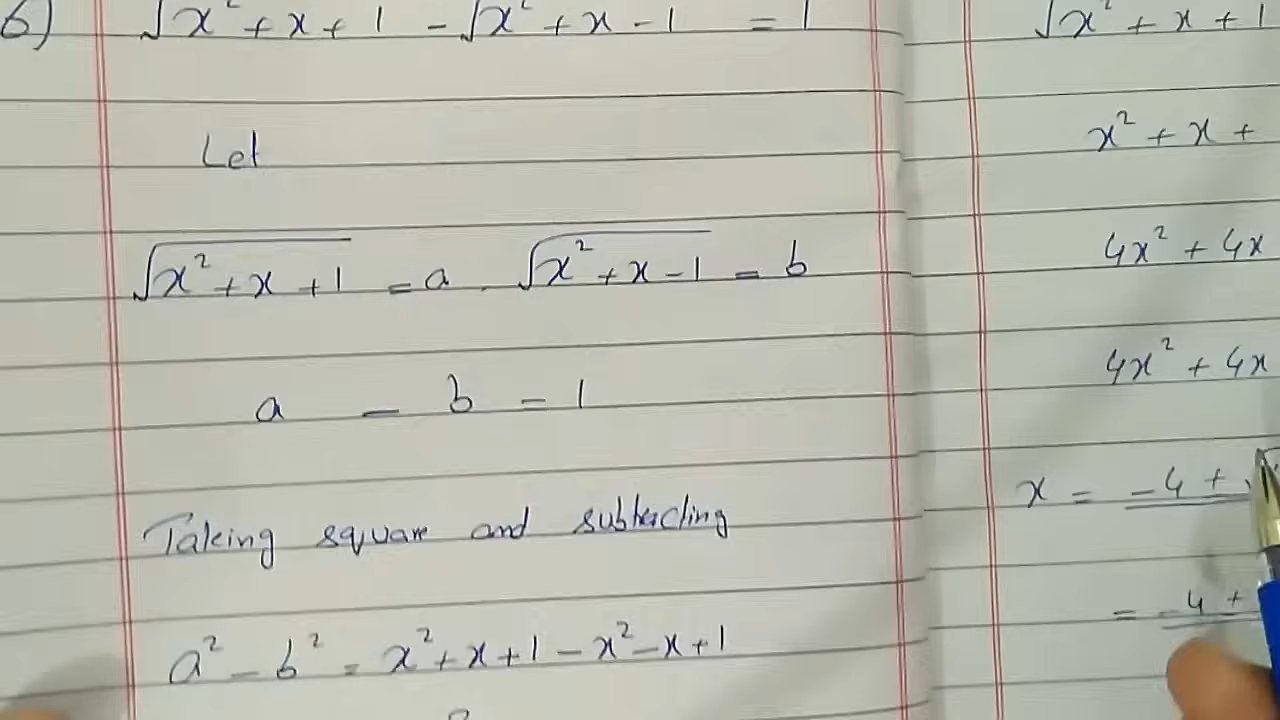 6) √x² + x + 1 - √x² + x - 1 = 1
Let
√x² + x + 1 = a . √x² + x - 1 = b
a - b = 1
Taking square and subtracting
a² - b² = x² + x + 1 - x² - x + 1
√x² + x + 1
x² + x +
4x² + 4x
4x² + 4x
x = -4 +
= -4 +